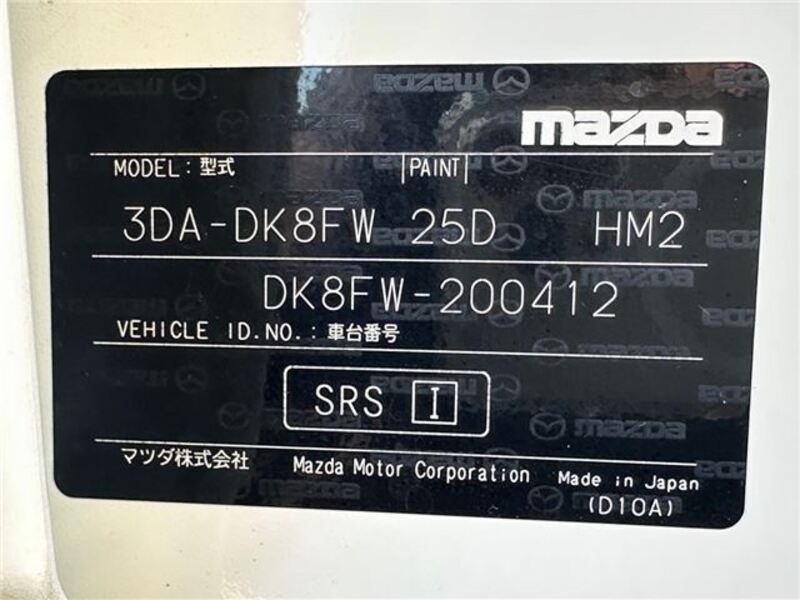 mazda
MODEL : 型式 PAINT
3DA-DK8FW 25D HM2
DK8FW-200412
VEHICLE ID.NO. : 車台番号
SRS I
マツダ株式会社 Mazda Motor Corporation Made in Japan
(D10A)